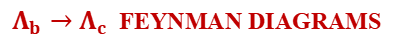 Λb → Λc FEYNMAN DIAGRAMS